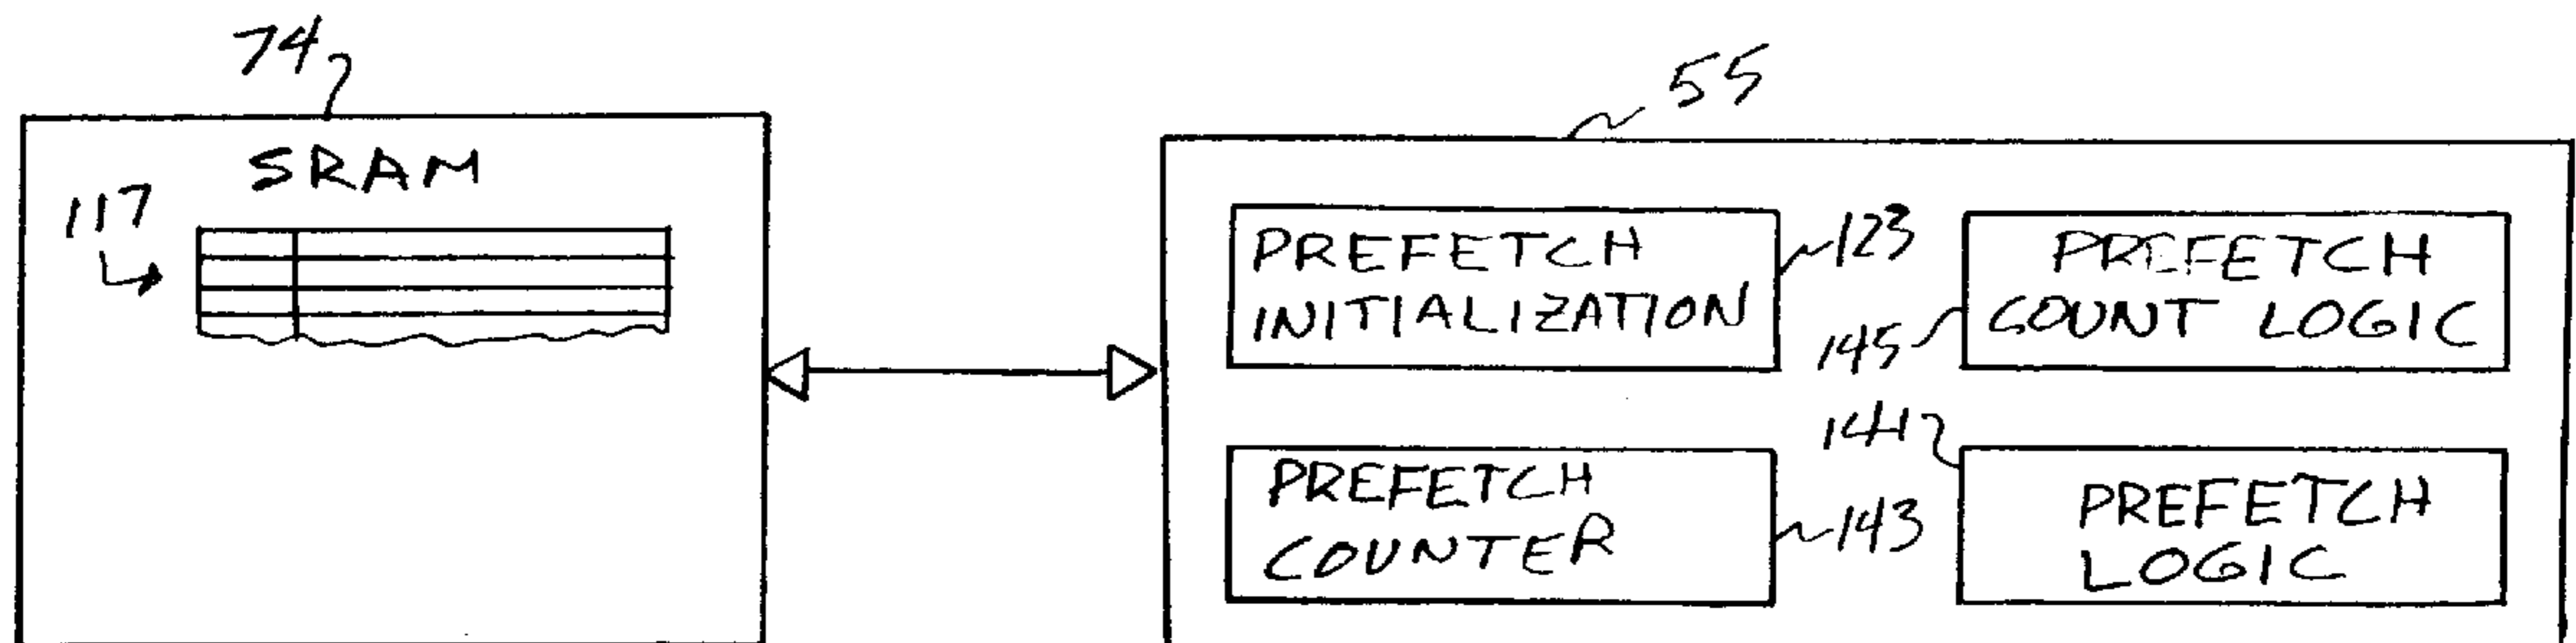 74
SRAM
117
55
PREFETCH
INITIALIZATION
123
PREFETCH
COUNT LOGIC
145
PREFETCH
COUNTER
143
141
PREFETCH
LOGIC